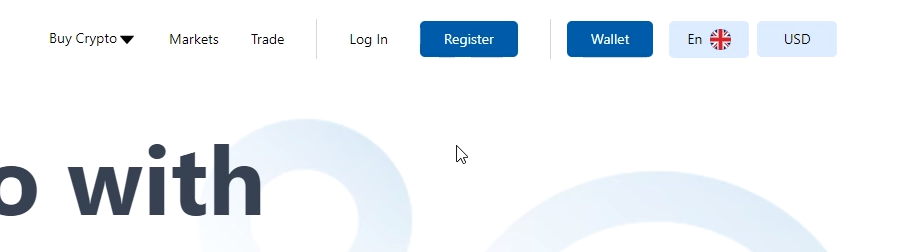 Buy Crypto Markets Trade Log In Register Wallet En USD
o with